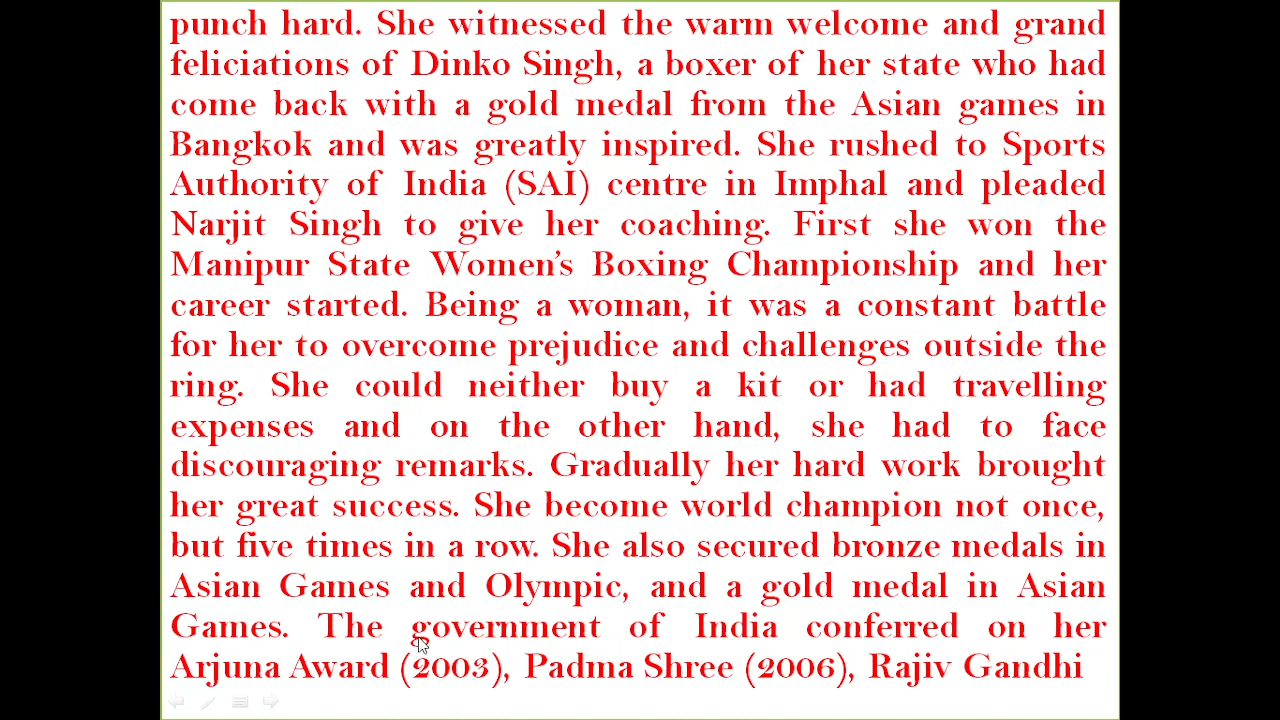 punch hard. She witnessed the warm welcome and grand
feliciations of Dinko Singh, a boxer of her state who had
come back with a gold medal from the Asian games in
Bangkok and was greatly inspired. She rushed to Sports
Authority of India (SAI) centre in Imphal and pleaded
Narjit Singh to give her coaching. First she won the
Manipur State Women's Boxing Championship and her
career started. Being a woman, it was a constant battle
for her to overcome prejudice and challenges outside the
ring. She could neither buy a kit or had travelling
expenses and on the other hand, she had to face
discouraging remarks. Gradually her hard work brought
her great success. She become world champion not once,
but five times in a row. She also secured bronze medals in
Asian Games and Olympic, and a gold medal in Asian
Games. The government of India conferred on her
Arjuna Award (2003), Padma Shree (2006), Rajiv Gandhi